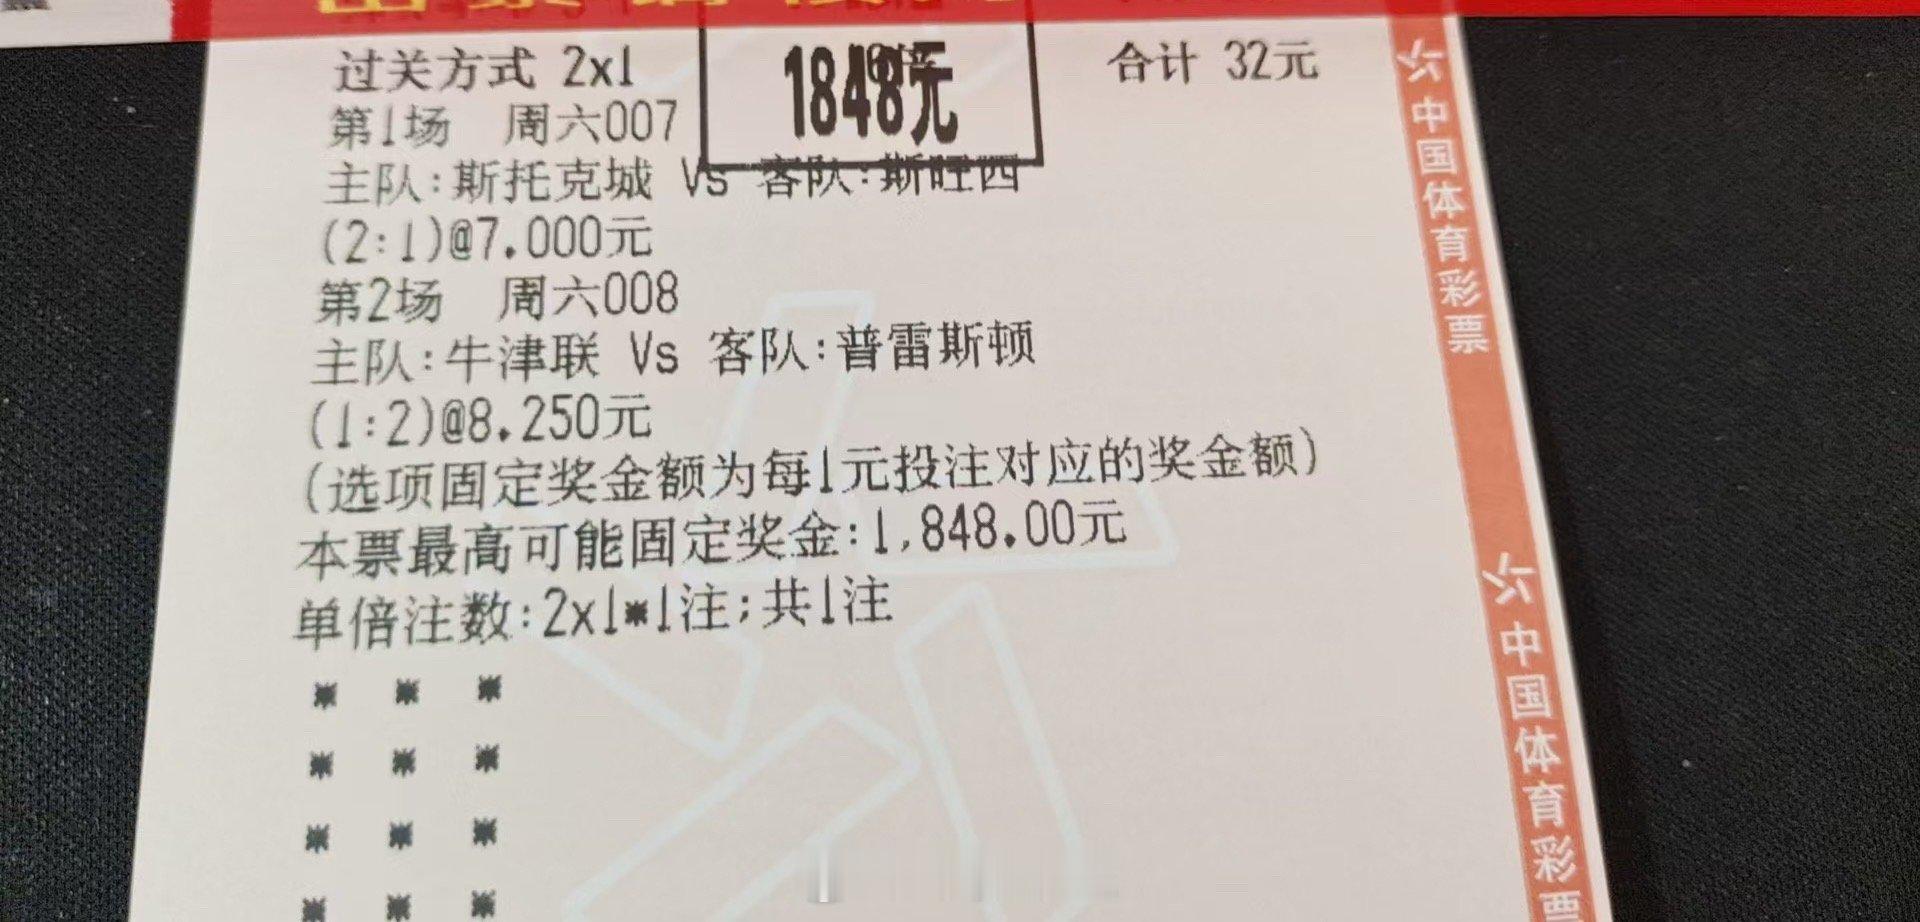 过关方式 2x1
1848元
合计 32元
第1场 周六007
主队:斯托克城 Vs 客队:斯旺西
(2:1)@7.000元
第2场 周六008
主队:牛津联 Vs 客队:普雷斯顿
(1:2)@8.250元
(选项固定奖金额为每1元投注对应的奖金额)
本票最高可能固定奖金:1,848.00元
单倍注数:2x1*1注;共1注
* * *
* * *
* * *
* * *
中国体育彩票
中国体育彩票